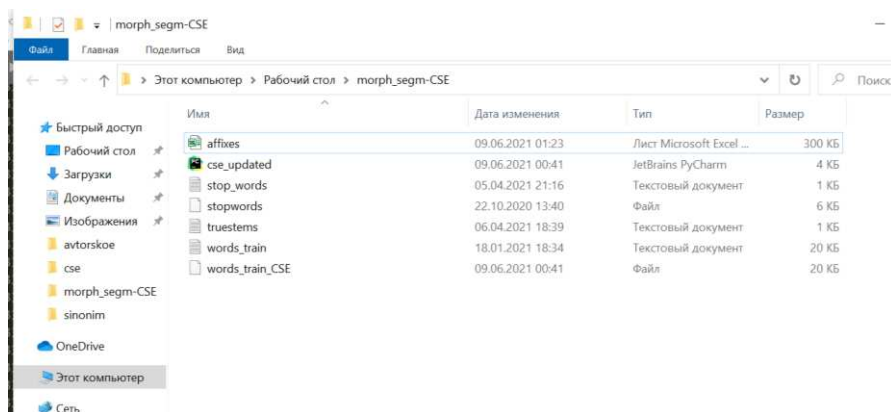 morph_segm-CSE
Файл Главная Поделиться Вид
Этот компьютер > Рабочий стол > morph_segm-CSE
Имя Дата изменения Тип Размер
Быстрый доступ
Рабочий стол
Загрузки
Документы
Изображения
avtorskoe
cse
morph_segm-CSE
sinonim
OneDrive
Этот компьютер
Сеть
affixes 09.06.2021 01:23 Лист Microsoft Excel ... 300 КБ
cse_updated 09.06.2021 00:41 JetBrains PyCharm 4 КБ
stop_words 05.04.2021 21:16 Текстовый документ 1 КБ
stopwords 22.10.2020 13:40 Файл 6 КБ
truestems 06.04.2021 18:39 Текстовый документ 1 КБ
words_train 18.01.2021 18:34 Текстовый документ 20 КБ
words_train_CSE 09.06.2021 00:41 Файл 20 КБ